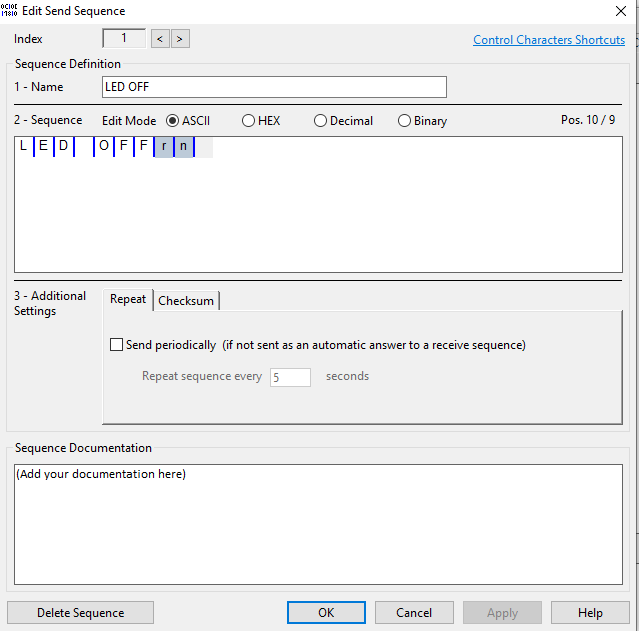 Edit Send Sequence
Index 1 < > Control Characters Shortcuts
Sequence Definition
1 - Name LED OFF
2 - Sequence Edit Mode ASCII HEX Decimal Binary Pos. 10 / 9
L E D O F F r n
3 - Additional Settings
Repeat Checksum
Send periodically (if not sent as an automatic answer to a receive sequence)
Repeat sequence every 5 seconds
Sequence Documentation
(Add your documentation here)
Delete Sequence OK Cancel Apply Help